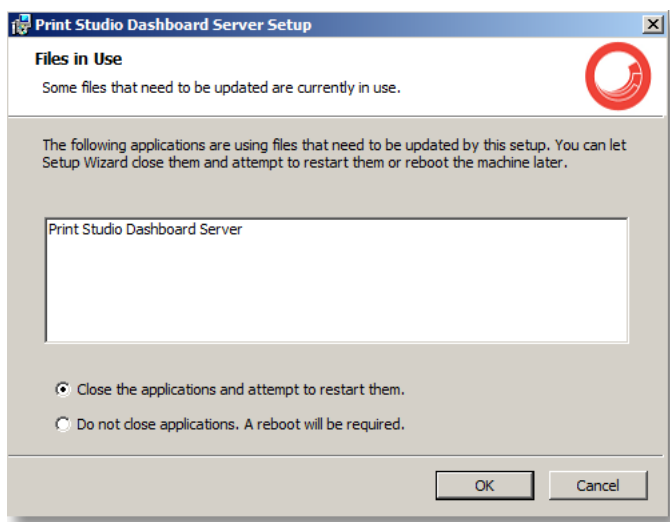 Print Studio Dashboard Server Setup
Files in Use
Some files that need to be updated are currently in use.
The following applications are using files that need to be updated by this setup. You can let
Setup Wizard close them and attempt to restart them or reboot the machine later.
Print Studio Dashboard Server
Close the applications and attempt to restart them.
Do not close applications. A reboot will be required.
OK Cancel